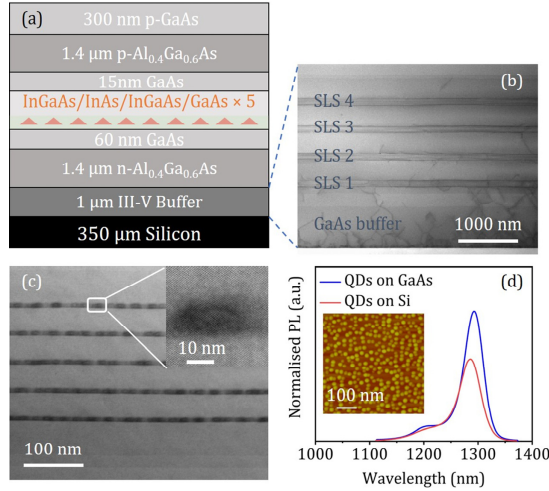 (a)
300 nm p-GaAs
1.4 μm p-Al0.4Ga0.6As
15nm GaAs
InGaAs/InAs/InGaAs/GaAs × 5
60 nm GaAs
1.4 μm n-Al0.4Ga0.6As
1 μm III-V Buffer
350 μm Silicon
(b)
SLS 4
SLS 3
SLS 2
SLS 1
GaAs buffer
1000 nm
(c)
10 nm
100 nm
(d)
QDs on GaAs
QDs on Si
100 nm
Normalised PL (a.u.)
1000 1100 1200 1300 1400
Wavelength (nm)